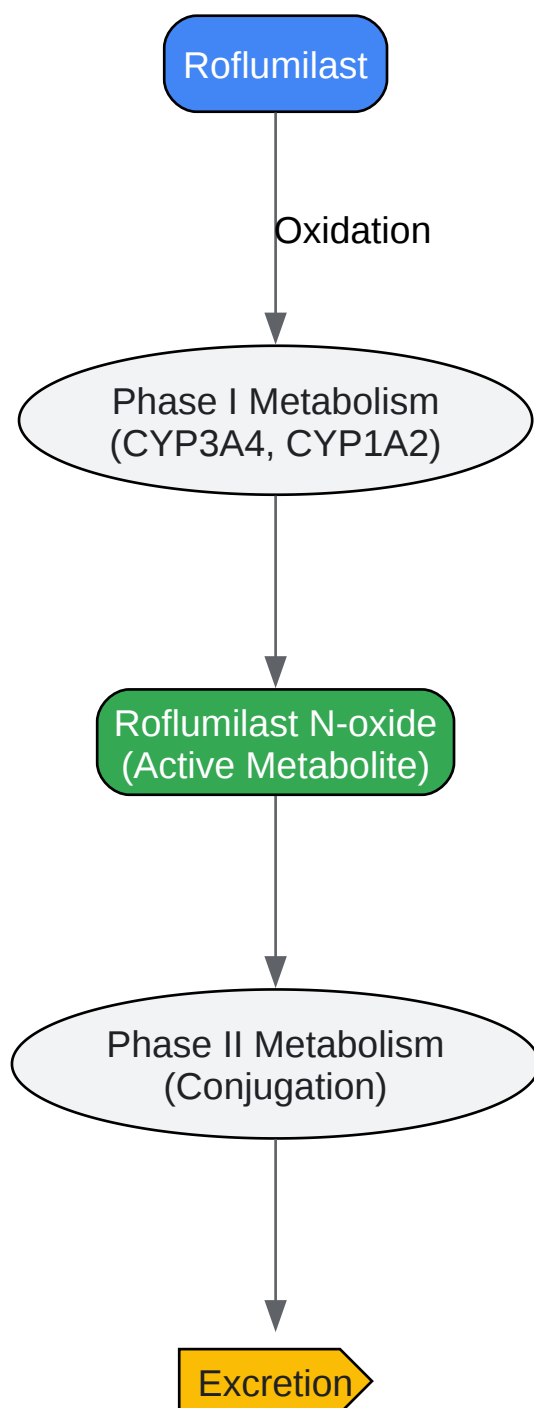 Roflumilast
Oxidation
Phase I Metabolism
(CYP3A4, CYP1A2)
Roflumilast N-oxide
(Active Metabolite)
Phase II Metabolism
(Conjugation)
Excretion